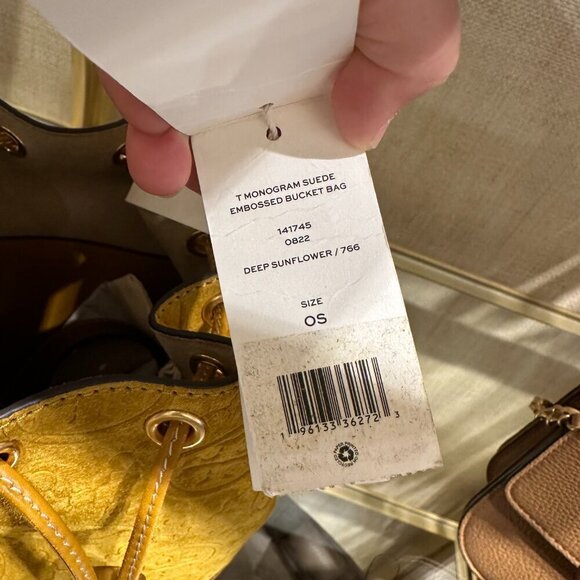 T MONOGRAM SUEDE
EMBOSSED BUCKET BAG
141745
0822
DEEP SUNFLOWER / 766
SIZE
OS
1 96133 36272 3